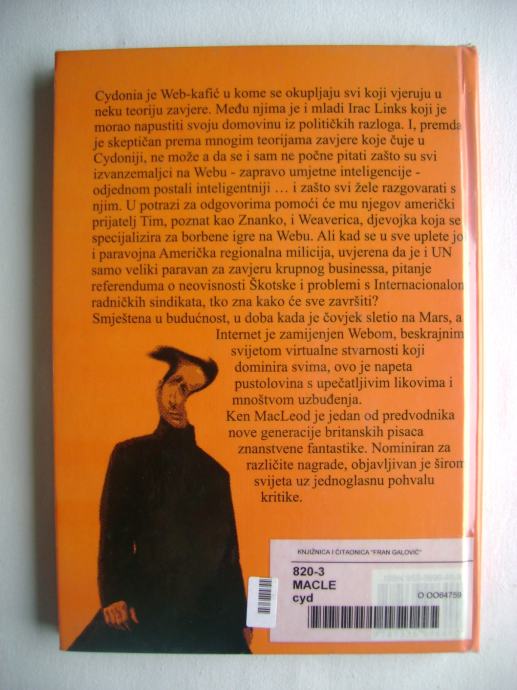 Cydonia je Web-kafić u kome se okupljaju svi koji vjeruju u
neku teoriju zavjere. Među njima je i mladi Irac Links koji je
morao napustiti svoju domovinu iz političkih razloga. I, premda
je skeptičan prema mnogim teorijama zavjere koje čuje u
Cydoniji, ne može a da se i sam ne počne pitati zašto su svi
izvanzemaljci na Webu - zapravo umjetne inteligencije -
odjednom postali inteligentniji … i zašto svi žele razgovarati s
njim. U potrazi za odgovorima pomoći će mu njegov američki
prijatelj Tim, poznat kao Znanko, i Weaverica, djevojka koja se
specijalizira za borbene igre na Webu. Ali kad se u sve uplete jo
i paravojna Američka regionalna milicija, uvjerena da je i UN
samo veliki paravan za zavjeru krupnog businessa, pitanje
referenduma o neovisnosti Škotske i problemi s Internacionalom
radničkih sindikata, tko zna kako će sve završiti?
Smještena u budućnost, u doba kada je čovjek sletio na Mars, a
Internet je zamijenjen Webom, beskrajnim
svijetom virtualne stvarnosti koji
dominira svima, ovo je napeta
pustolovina s upečatljivim likovima i
mnoštvom uzbuđenja.
Ken MacLeod je jedan od predvodnika
nove generacije britanskih pisaca
znanstvene fantastike. Nominiran za
različite nagrade, objavljivan je širom
svijeta uz jednoglasnu pohvalu
kritike.
KNJIŽNICA I ČITAONICA "FRAN GALOVIĆ"
820-3
MACLE
cyd
O OO64759